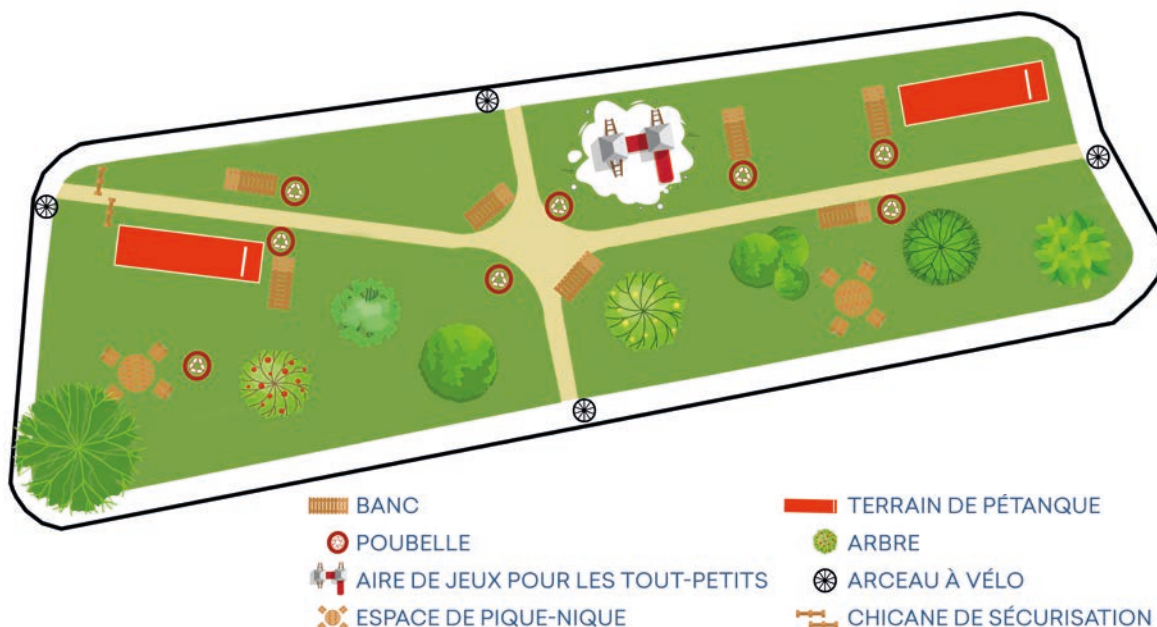 BANC
POUBELLE
AIRE DE JEUX POUR LES TOUT-PETITS
ESPACE DE PIQUE-NIQUE
TERRAIN DE PÉTANQUE
ARBRE
ARCEAU À VÉLO
CHICANE DE SÉCURISATION